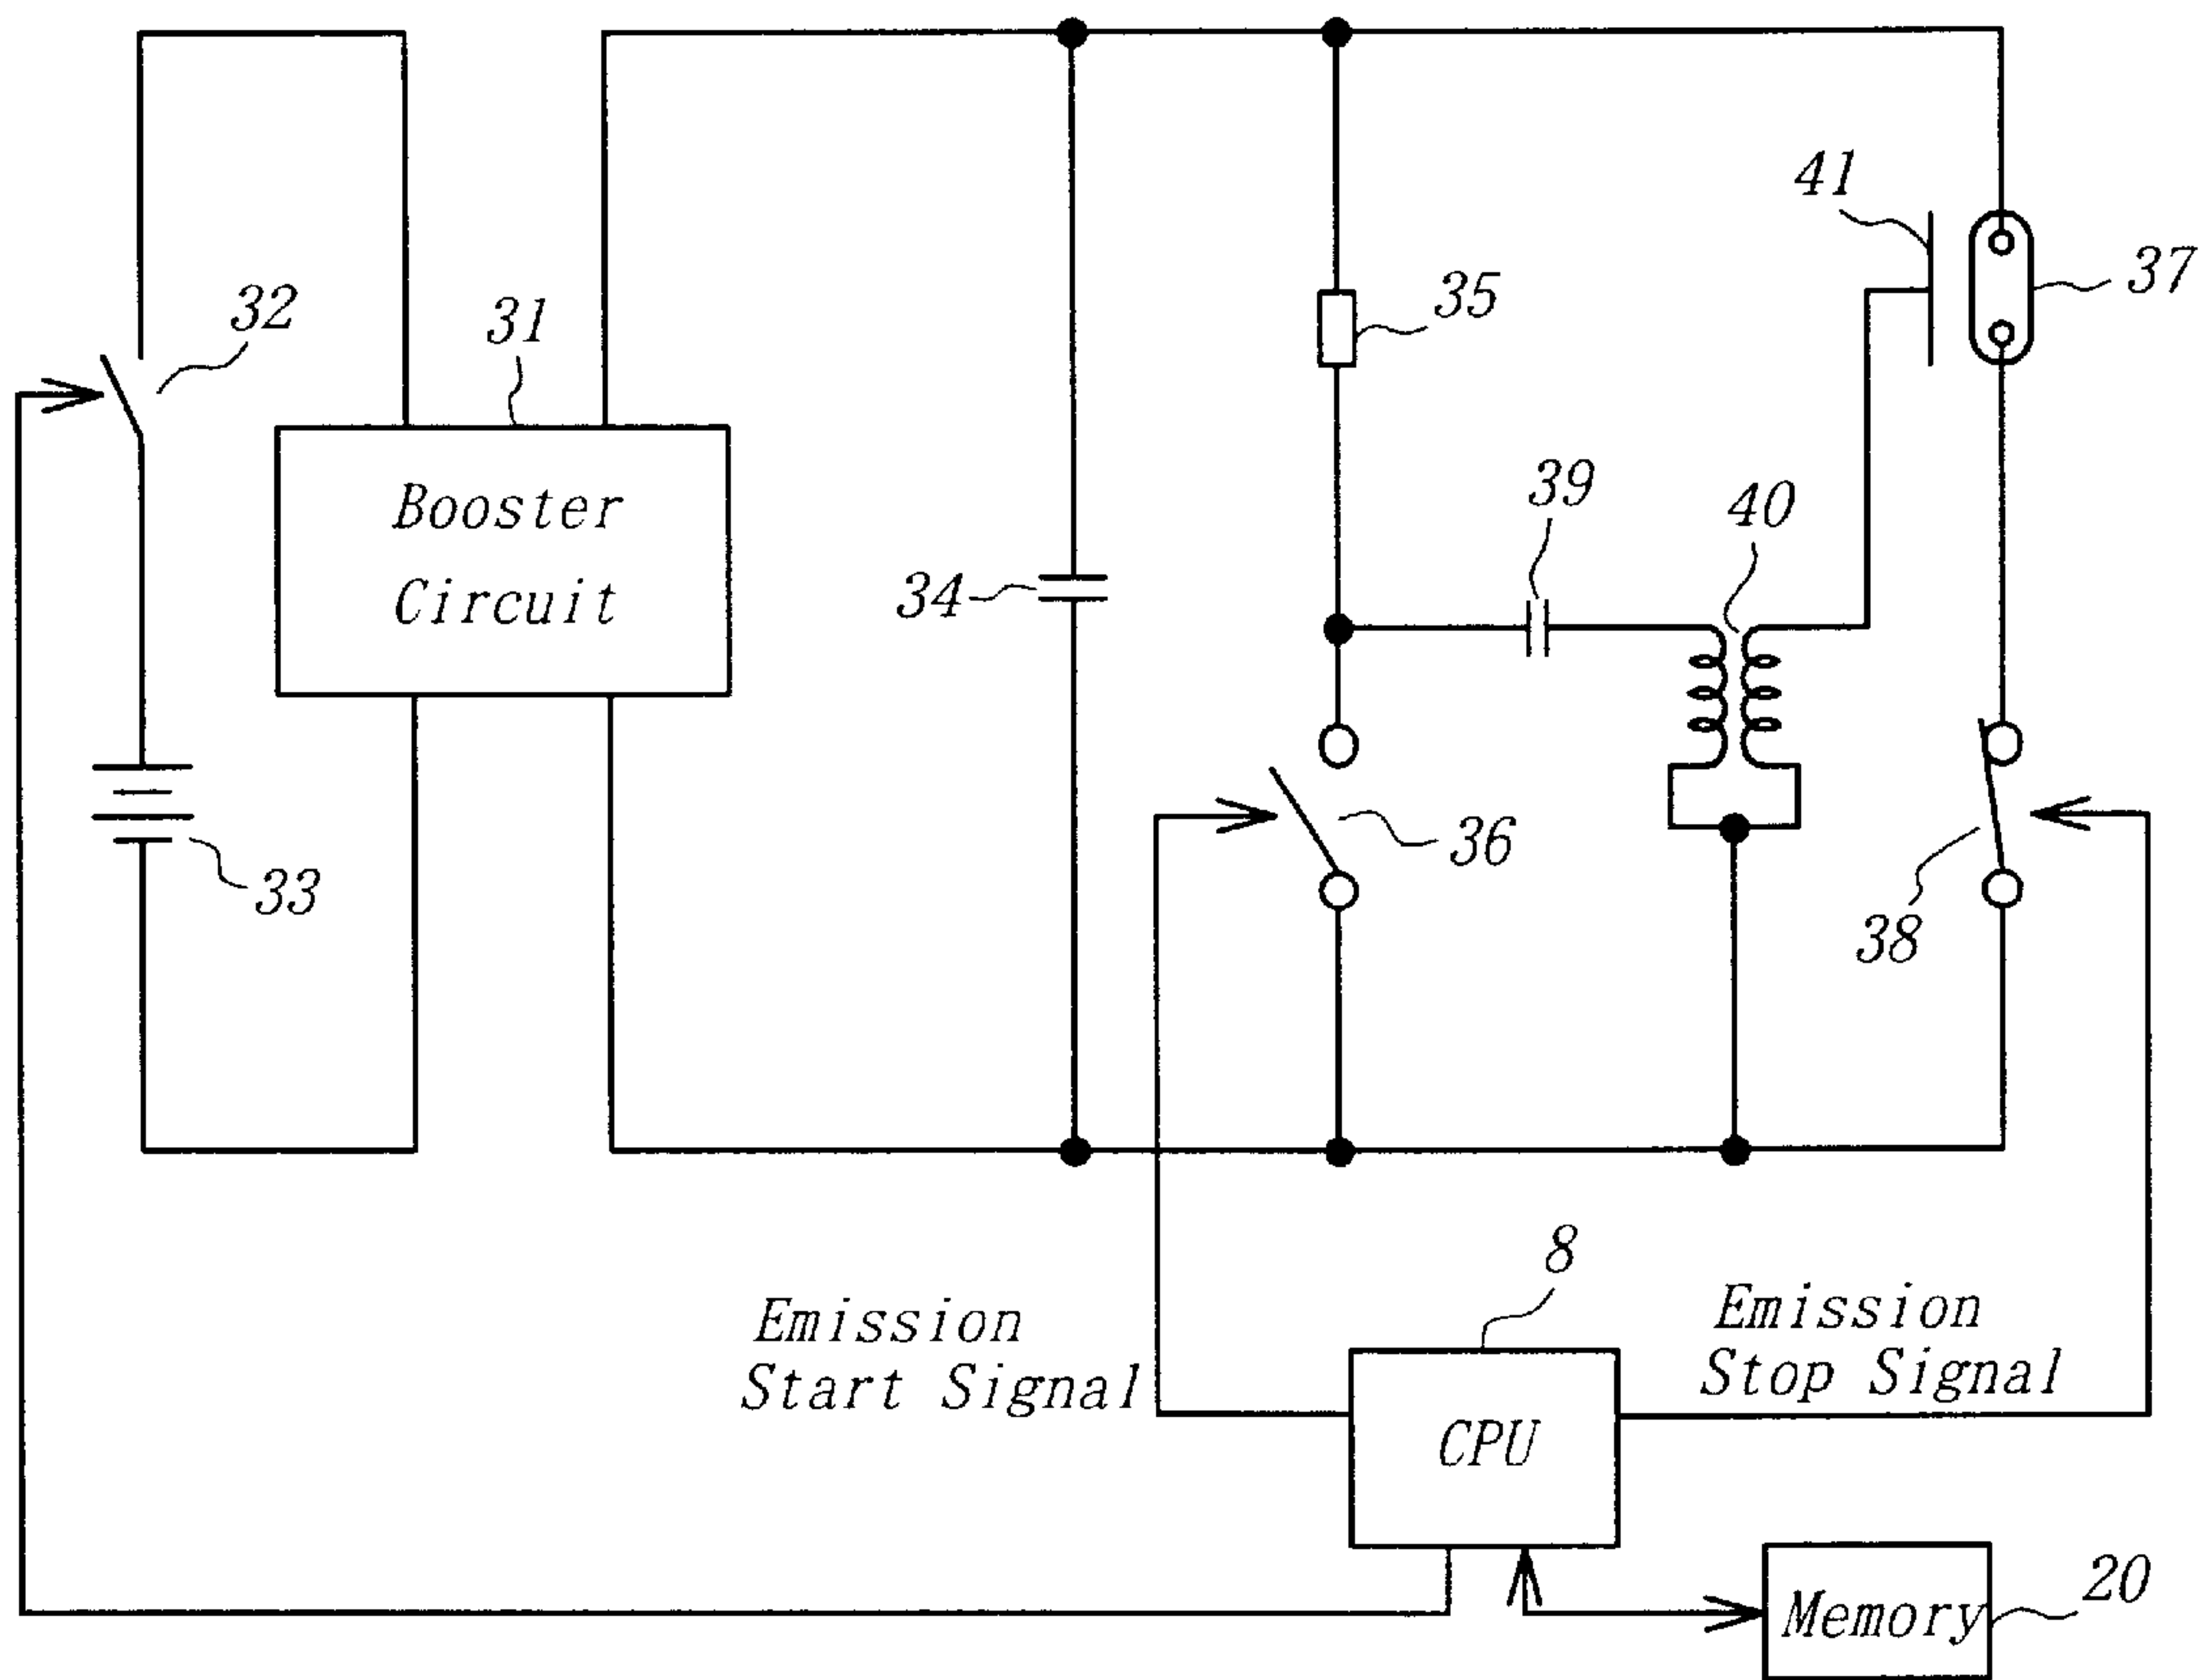 41
37
32
31
35
Booster
Circuit
39
40
34
36
33
38
8
Emission
Start Signal
Emission
Stop Signal
CPU
Memory
20